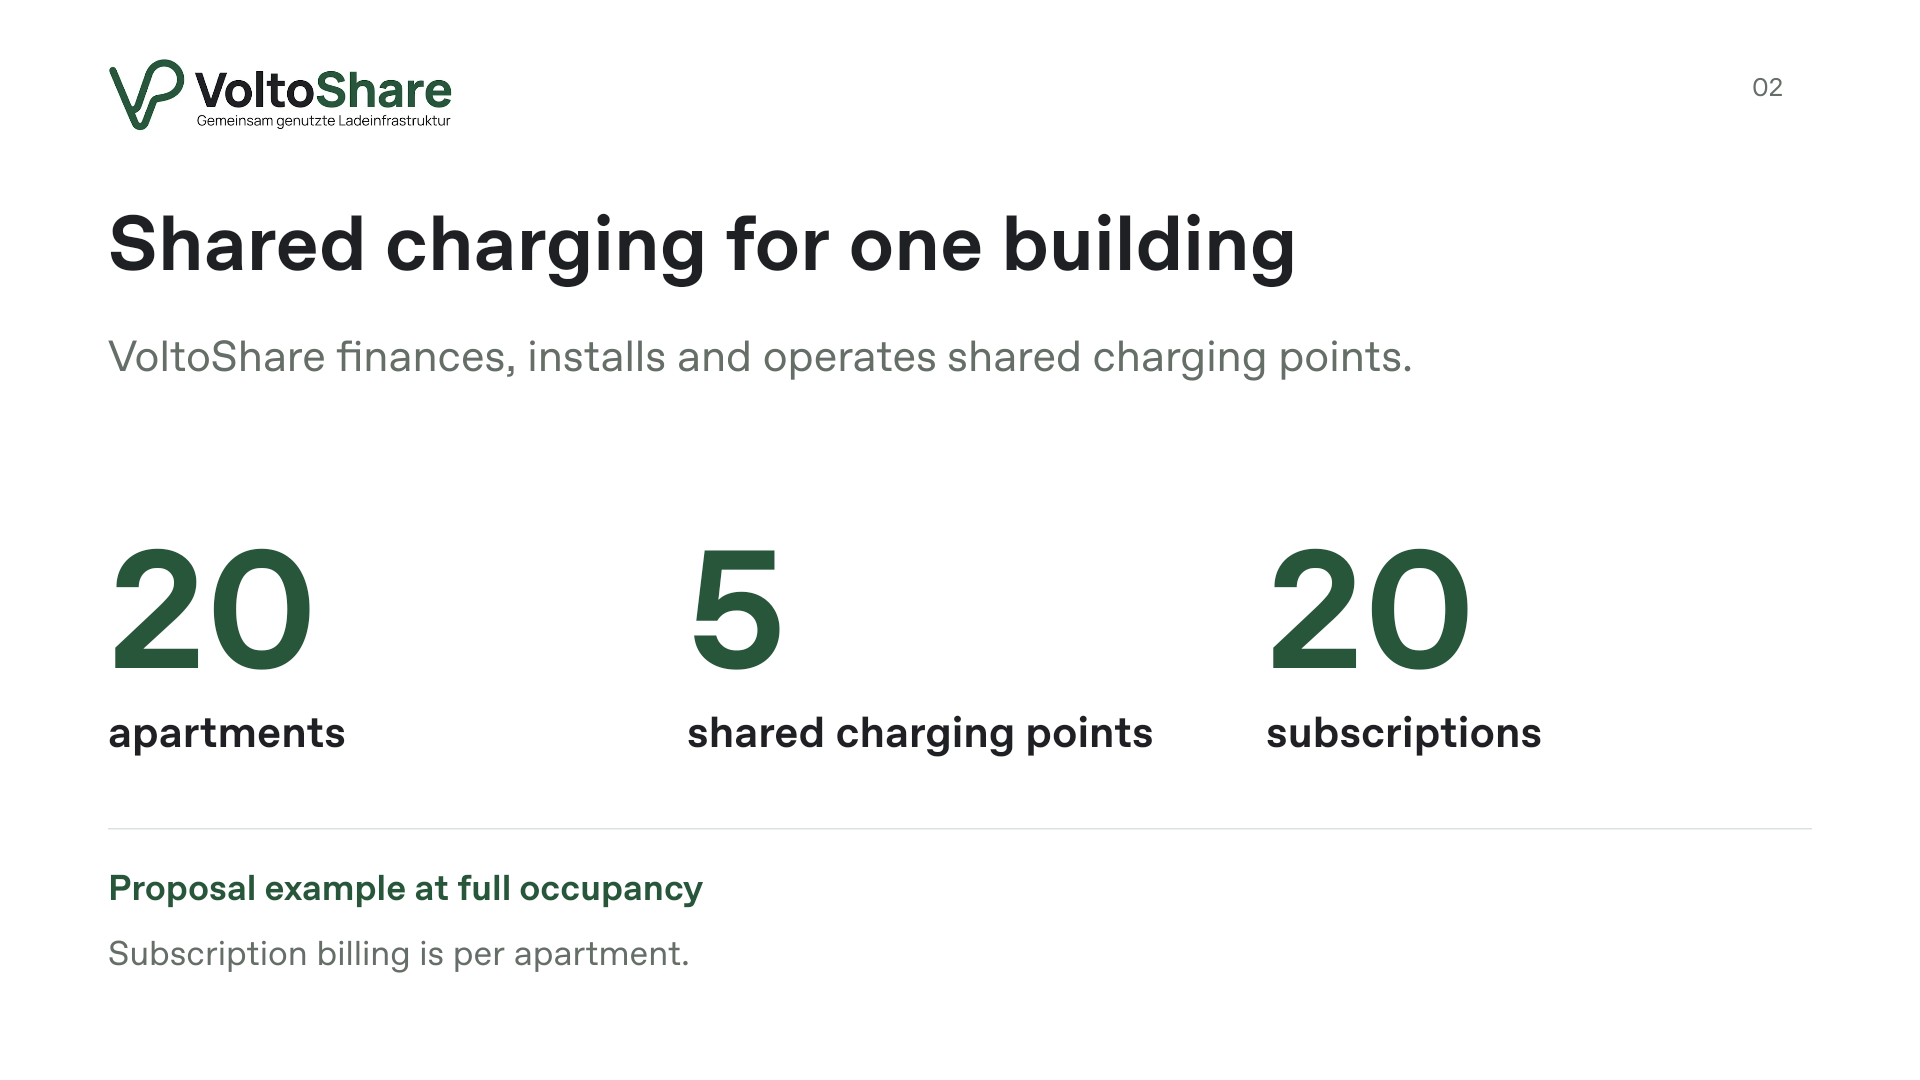 VoltoShare
Gemeinsam genutzte Ladeinfrastruktur
02
Shared charging for one building
VoltoShare finances, installs and operates shared charging points.
20
apartments
5
shared charging points
20
subscriptions
Proposal example at full occupancy
Subscription billing is per apartment.